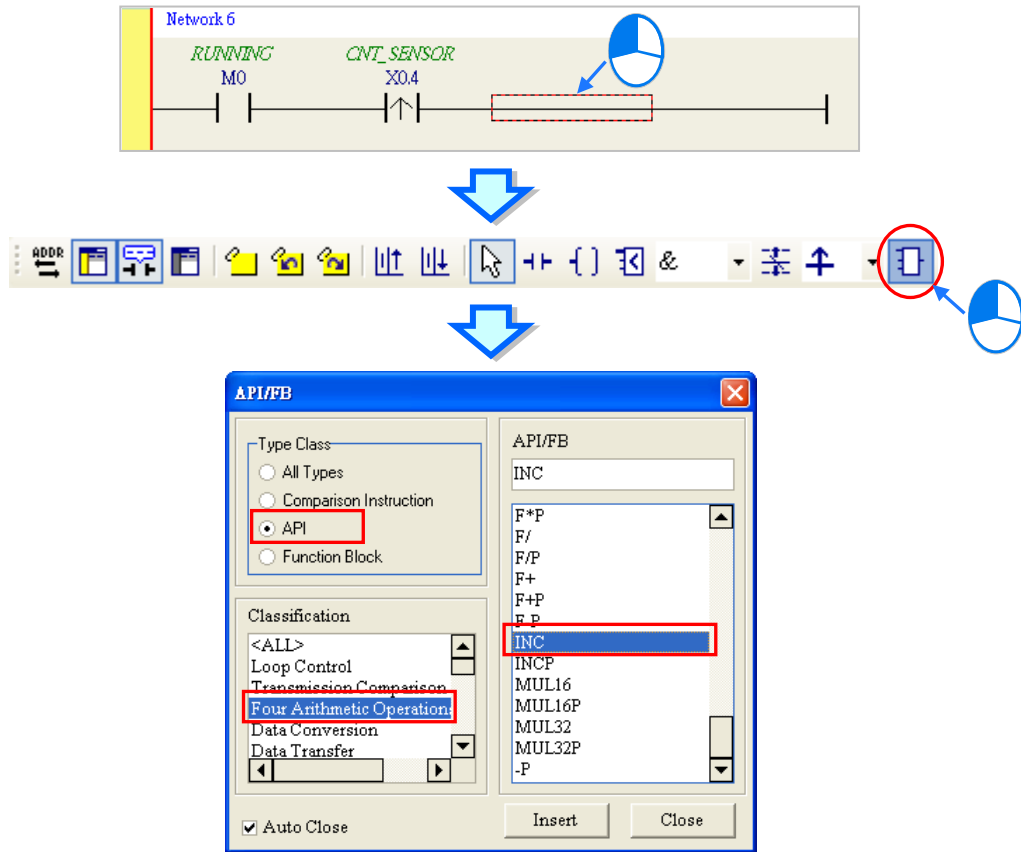 Network 6
RUNNING CNT_SENSOR
M0 X0.4
ADDR &
API/FB
Type Class
All Types
Comparison Instruction
API
Function Block
Classification
<ALL>
Loop Control
Transmission Comparison
Four Arithmetic Operation
Data Conversion
Data Transfer
Auto Close
API/FB
INC
F*P
F/
F/P
F+
F+P
F-P
INC
INCP
MUL16
MUL16P
MUL32
MUL32P
-P
Insert Close